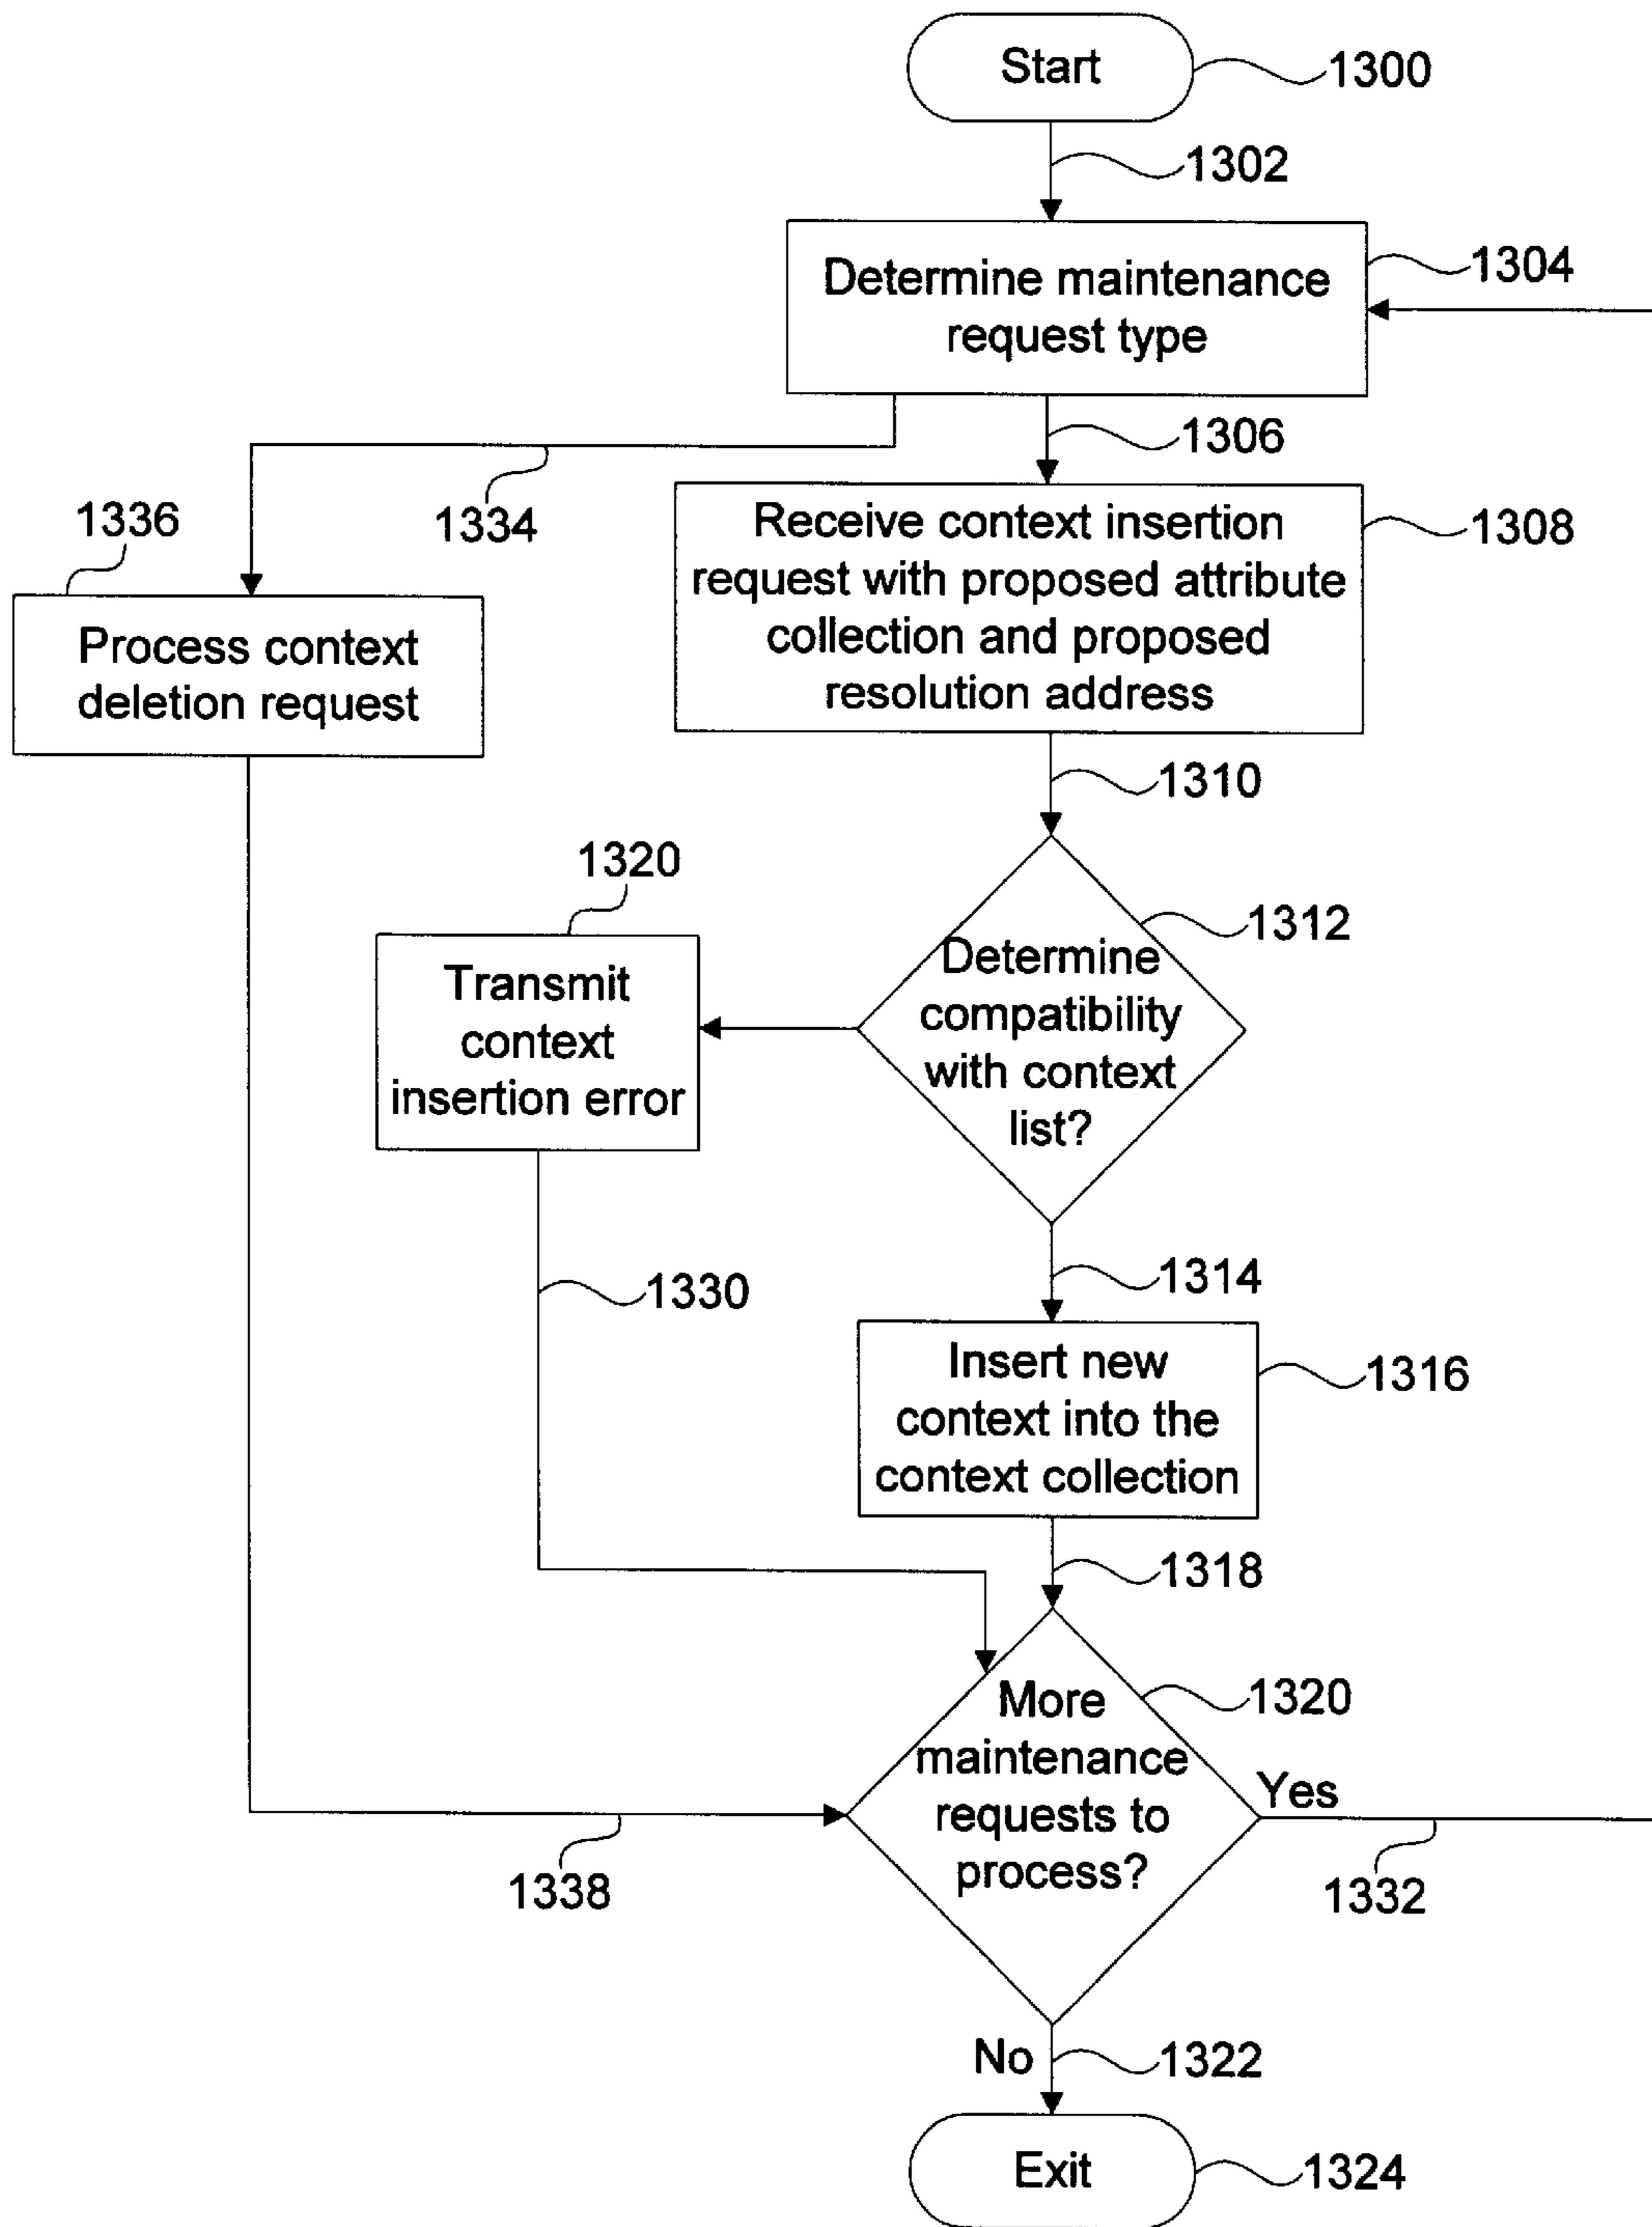 Start
1300
1302
Determine maintenance
request type
1304
1306
1334
1336
Process context
deletion request
Receive context insertion
request with proposed attribute
collection and proposed
resolution address
1308
1310
1320
Transmit
context
insertion error
Determine
compatibility
with context
list?
1312
1314
1330
Insert new
context into the
context collection
1316
1318
More
maintenance
requests to
process?
1320
Yes
1332
1338
No
1322
Exit
1324